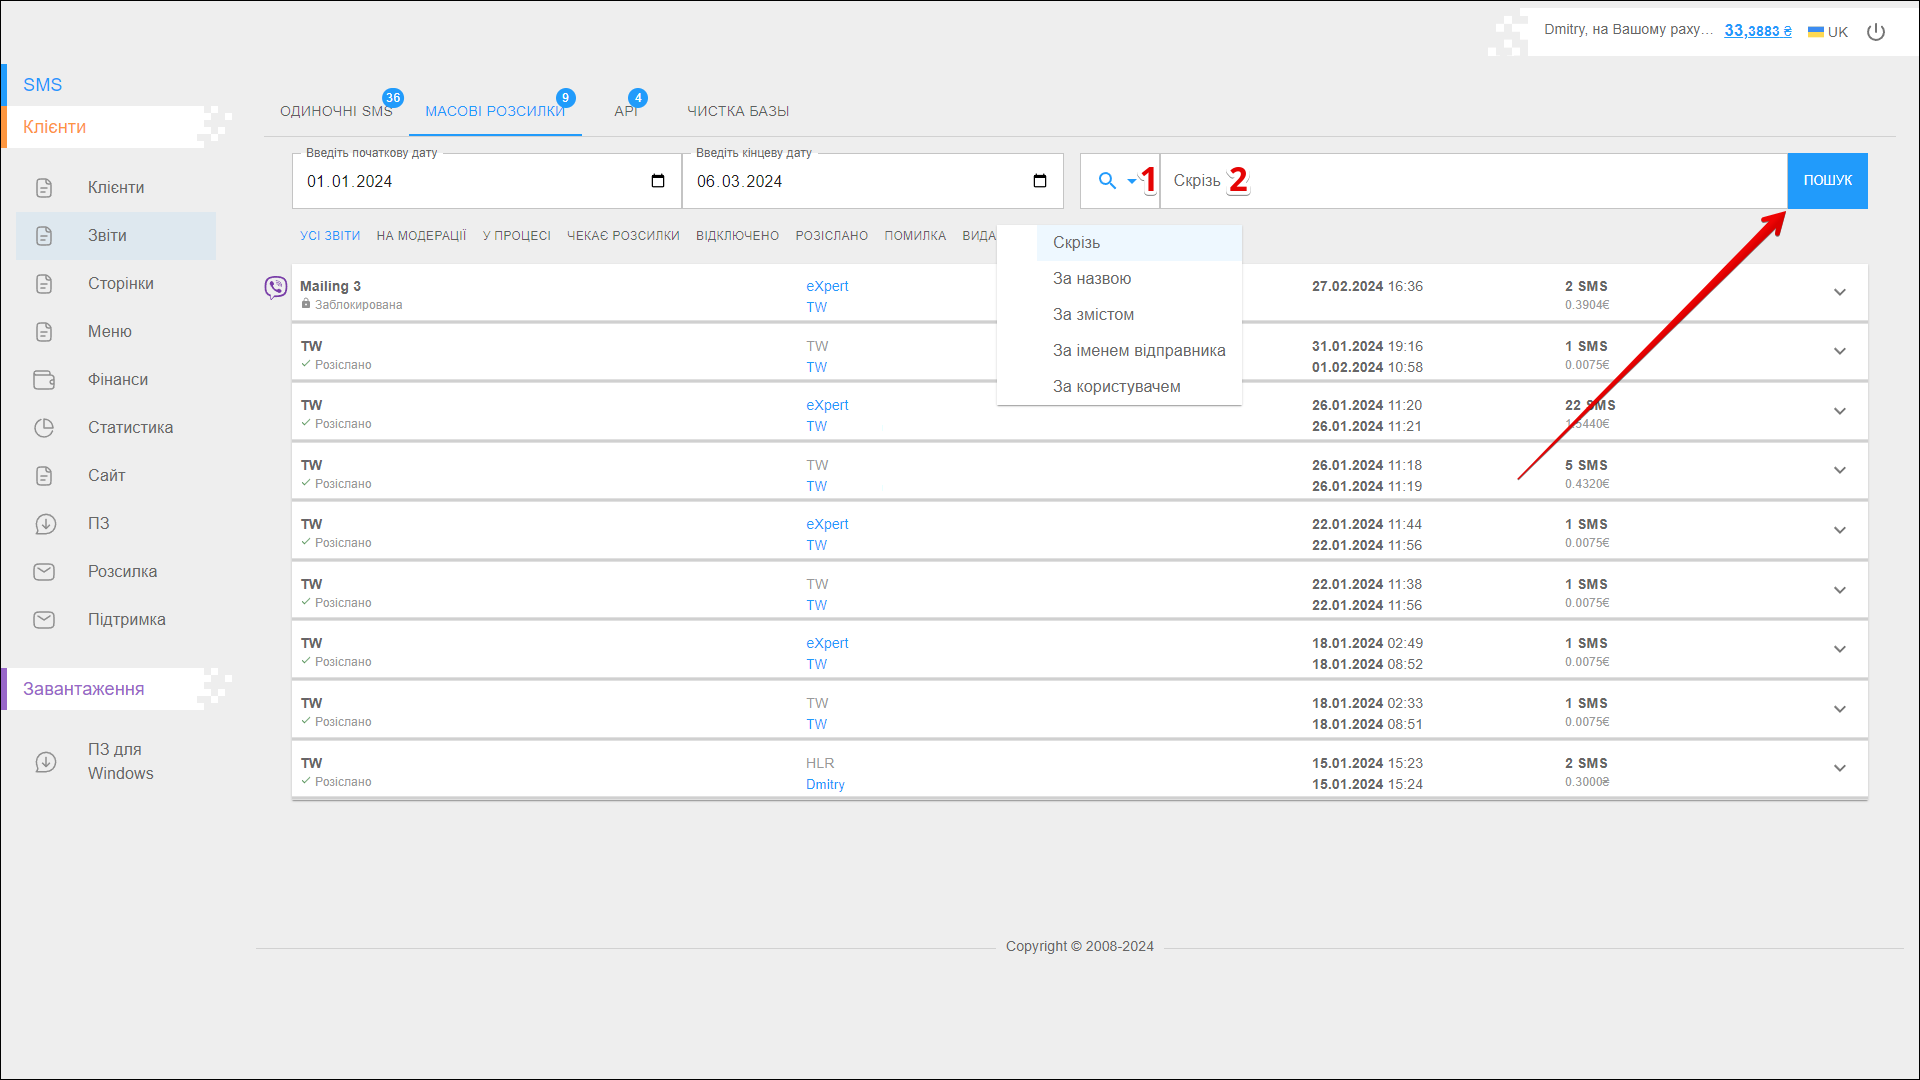 Dmitry, на Вашому раху... 33,3883 ₴ UK
SMS
Клієнти
Клієнти
Звіти
Сторінки
Меню
Фінанси
Статистика
Сайт
ПЗ
Розсилка
Підтримка
Завантаження
ПЗ для
Windows
ОДИНОЧНІ SMS 36 МАСОВІ РОЗСИЛКИ 9 API 4 ЧИСТКА БАЗЫ
Введіть початкову дату Введіть кінцеву дату
01.01.2024 06.03.2024 1 Скрізь 2 ПОШУК
УСІ ЗВІТИ НА МОДЕРАЦІЇ У ПРОЦЕСІ ЧЕКАЄ РОЗСИЛКИ ВІДКЛЮЧЕНО РОЗІСЛАНО ПОМИЛКА ВИДА
Скрізь
За назвою
За змістом
За іменем відправника
За користувачем
Mailing 3 eXpert 27.02.2024 16:36 2 SMS
Заблокирована TW 0.3904€
TW TW 31.01.2024 19:16 1 SMS
Розіслано TW 01.02.2024 10:58 0.0075€
TW eXpert 26.01.2024 11:20 22 SMS
Розіслано TW 26.01.2024 11:21 1.5440€
TW TW 26.01.2024 11:18 5 SMS
Розіслано TW 26.01.2024 11:19 0.4320€
TW eXpert 22.01.2024 11:44 1 SMS
Розіслано TW 22.01.2024 11:56 0.0075€
TW TW 22.01.2024 11:38 1 SMS
Розіслано TW 22.01.2024 11:56 0.0075€
TW eXpert 18.01.2024 02:49 1 SMS
Розіслано TW 18.01.2024 08:52 0.0075€
TW TW 18.01.2024 02:33 1 SMS
Розіслано TW 18.01.2024 08:51 0.0075€
TW HLR 15.01.2024 15:23 2 SMS
Розіслано Dmitry 15.01.2024 15:24 0.3000₴
Copyright © 2008-2024